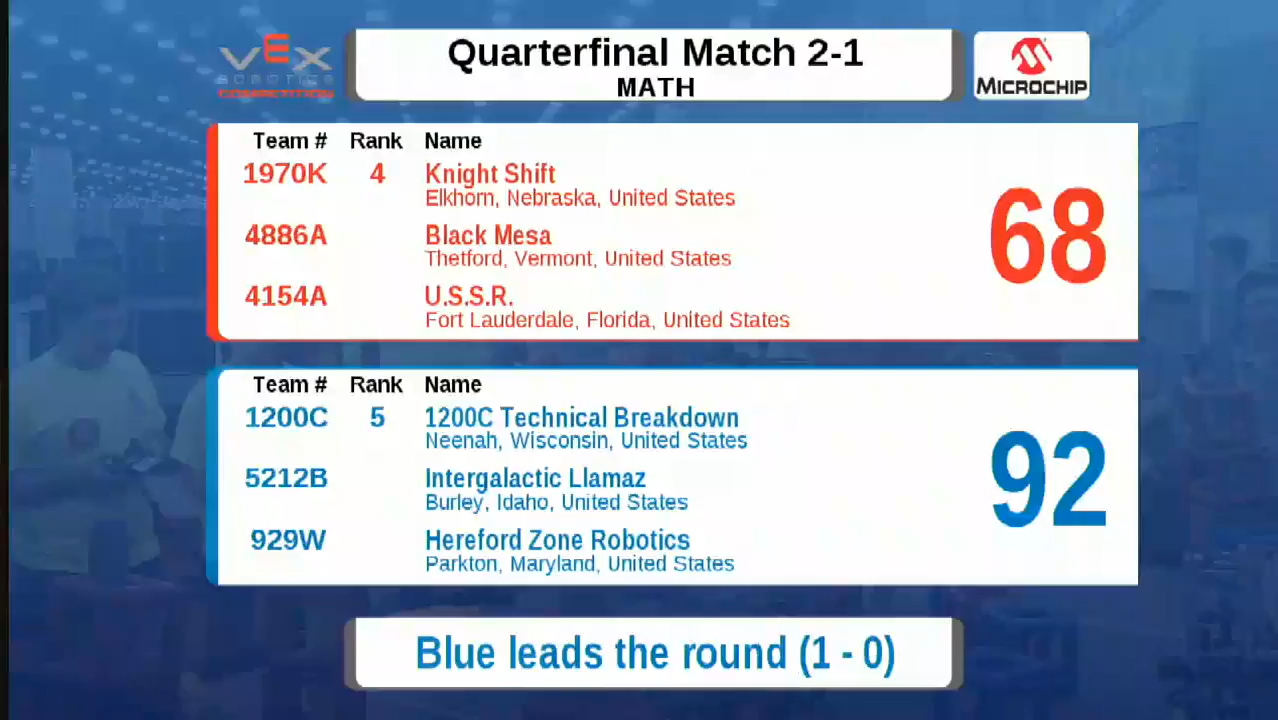 VEX
ROBOTICS
COMPETITION
Quarterfinal Match 2-1
MATH
MICROCHIP
Team # Rank Name
1970K 4 Knight Shift
Elkhorn, Nebraska, United States
4886A Black Mesa
Thetford, Vermont, United States
4154A U.S.S.R.
Fort Lauderdale, Florida, United States
68
Team # Rank Name
1200C 5 1200C Technical Breakdown
Neenah, Wisconsin, United States
5212B Intergalactic Llamaz
Burley, Idaho, United States
929W Hereford Zone Robotics
Parkton, Maryland, United States
92
Blue leads the round (1 - 0)